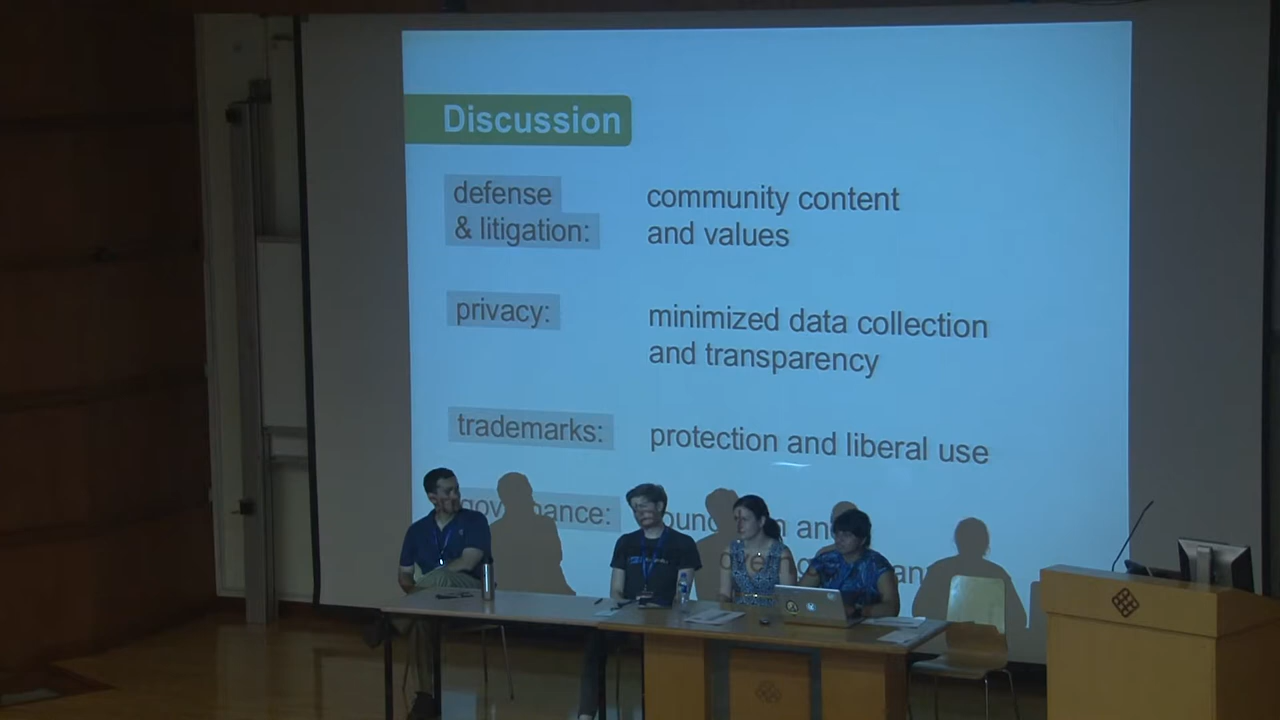 Discussion
defense
& litigation:
community content
and values
privacy:
minimized data collection
and transparency
trademarks:
protection and liberal use